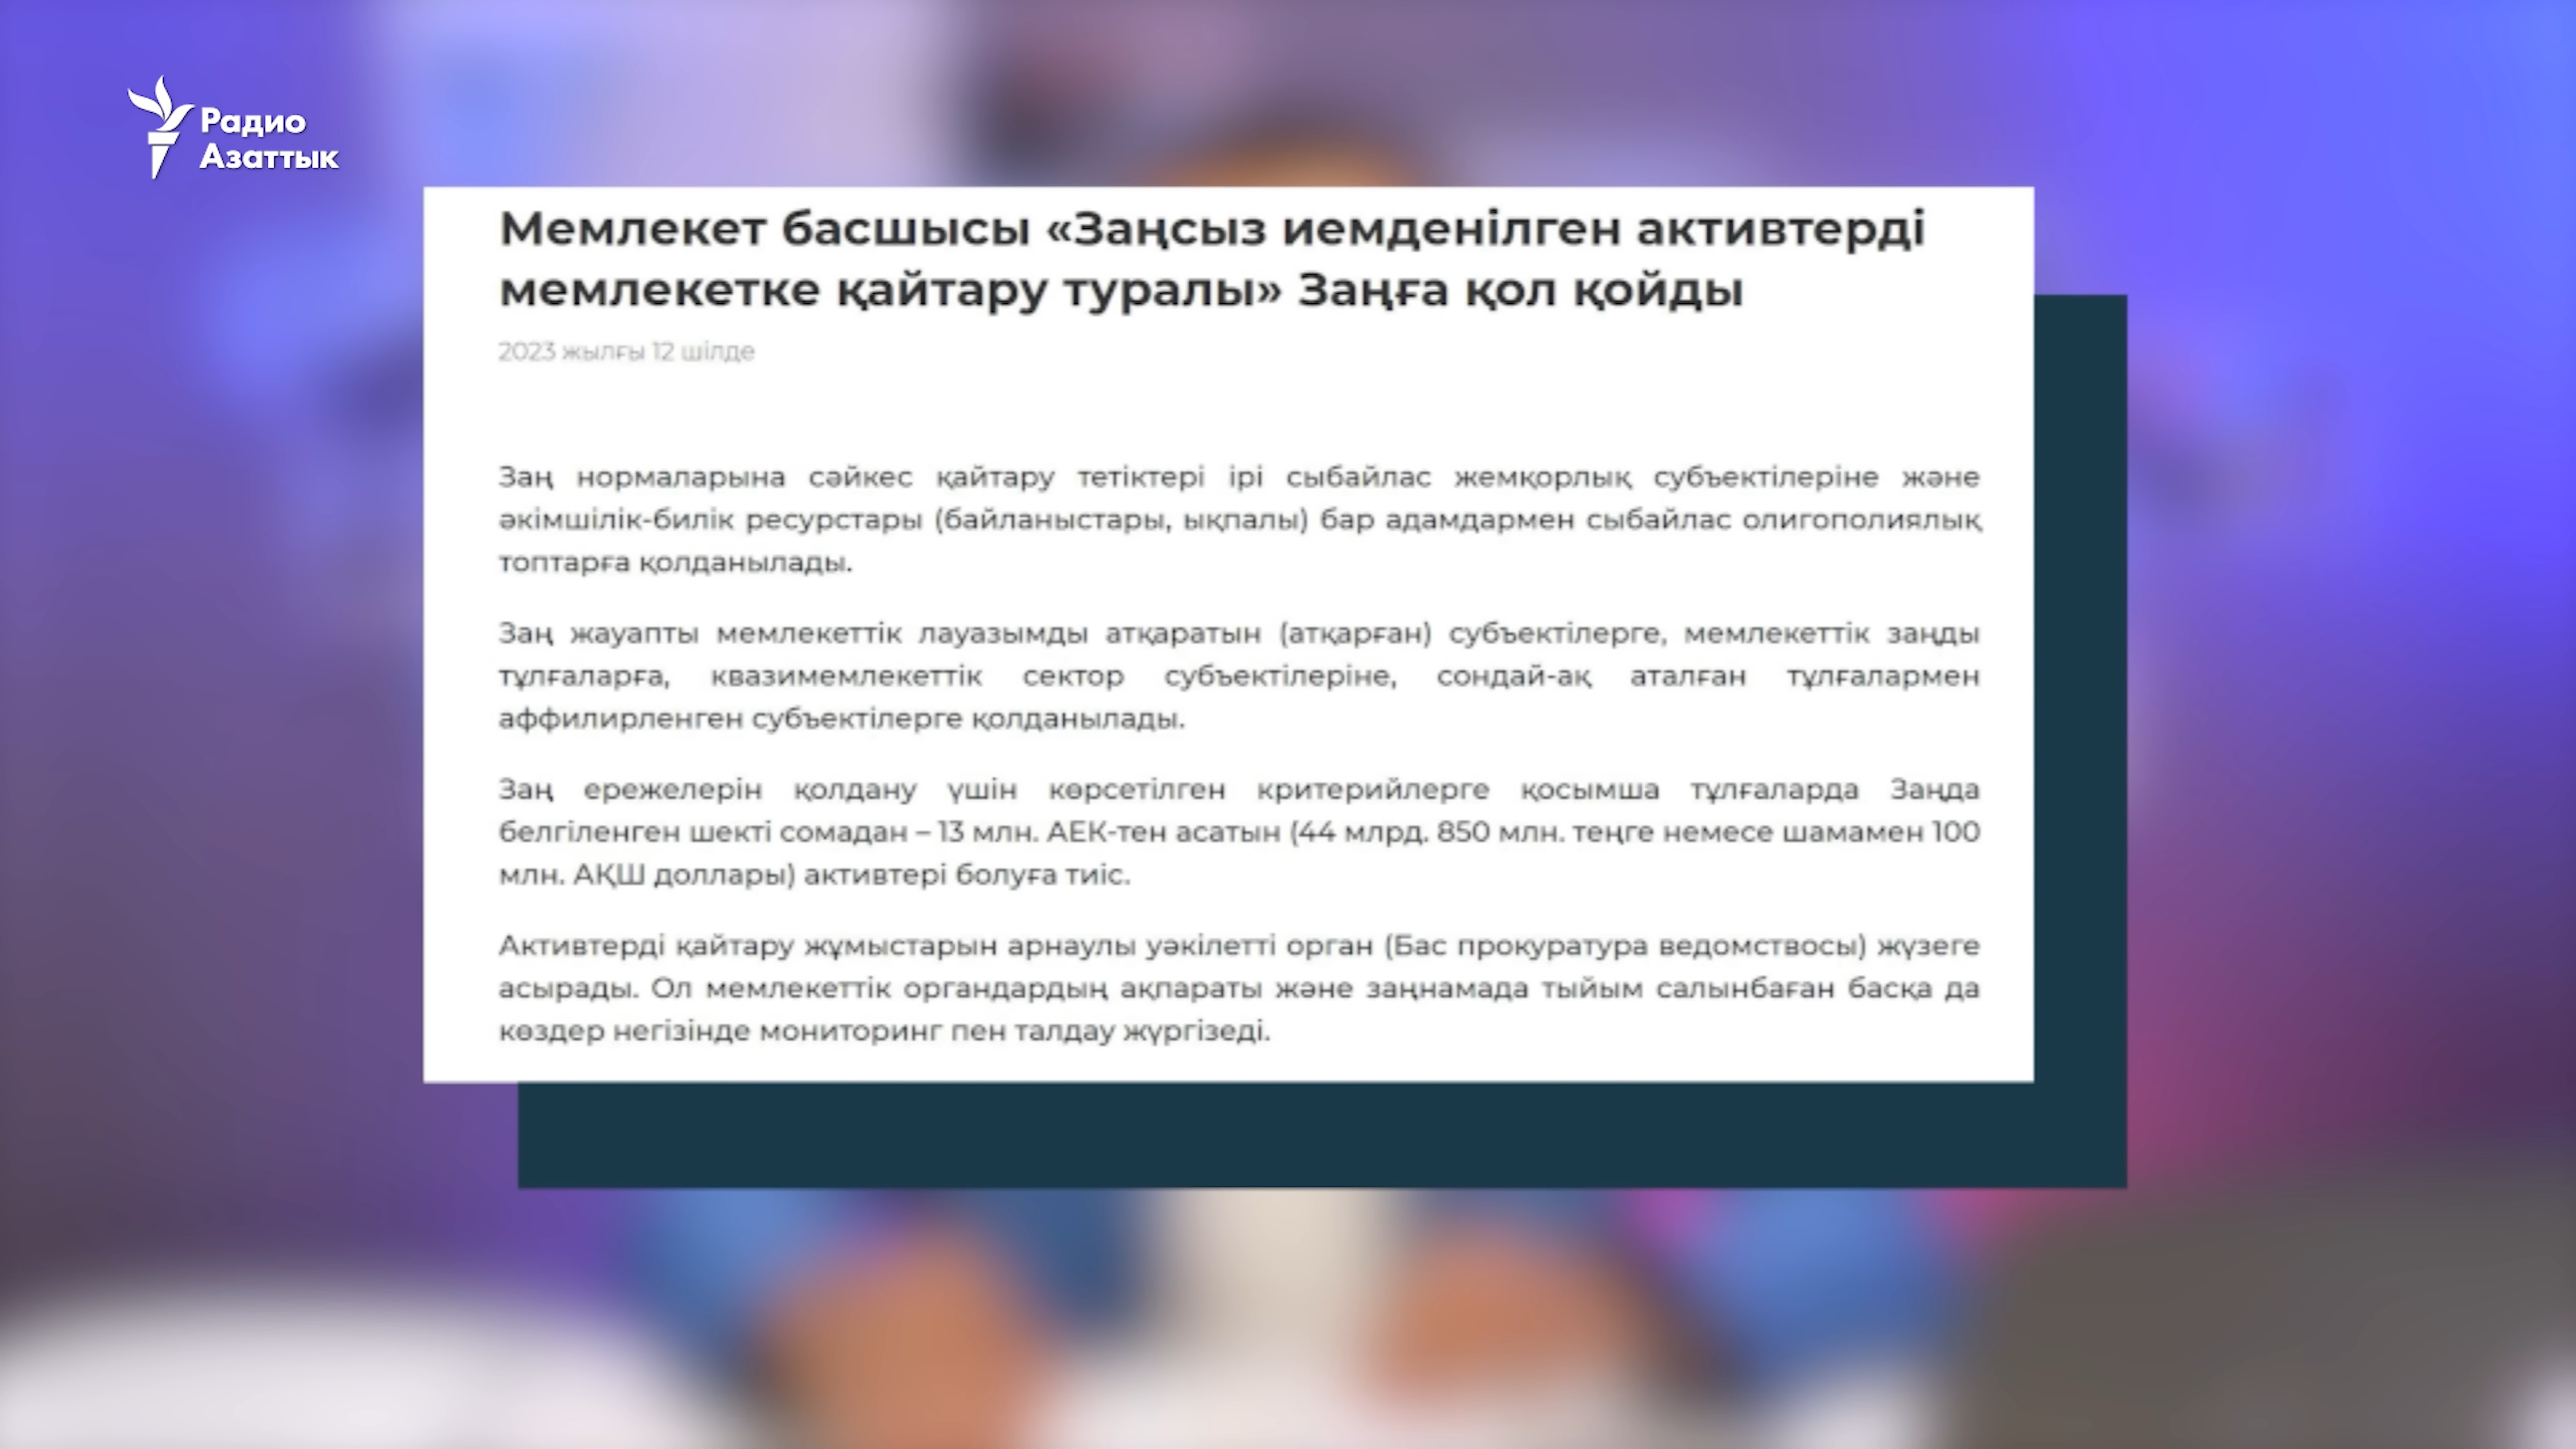 Радио
Азаттык
Мемлекет басшысы «Заңсыз иемденілген активтерді
мемлекетке қайтару туралы» Заңға қол қойды
2023 жылғы 12 шілде
Заң нормаларына сәйкес қайтару тетіктері ірі сыбайлас жемқорлық субъектілеріне және
әкімшілік-билік ресурстары (байланыстары, ықпалы) бар адамдармен сыбайлас олигополиялық
топтарға қолданылады.
Заң жауапты мемлекеттік лауазымды атқаратын (атқарған) субъектілерге, мемлекеттік заңды
тұлғаларға, квазимемлекеттік сектор субъектілеріне, сондай-ақ аталған тұлғалармен
аффилирленген субъектілерге қолданылады.
Заң ережелерін қолдану үшін көрсетілген критерийлерге қосымша тұлғаларда Заңда
белгіленген шекті сомадан – 13 млн. АЕК-тен асатын (44 млрд. 850 млн. теңге немесе шамамен 100
млн. АҚШ доллары) активтері болуға тиіс.
Активтерді қайтару жұмыстарын арнаулы уәкілетті орган (Бас прокуратура ведомствосы) жүзеге
асырады. Ол мемлекеттік органдардың ақпараты және заңнамада тыйым салынбаған басқа да
көздер негізінде мониторинг пен талдау жүргізеді.